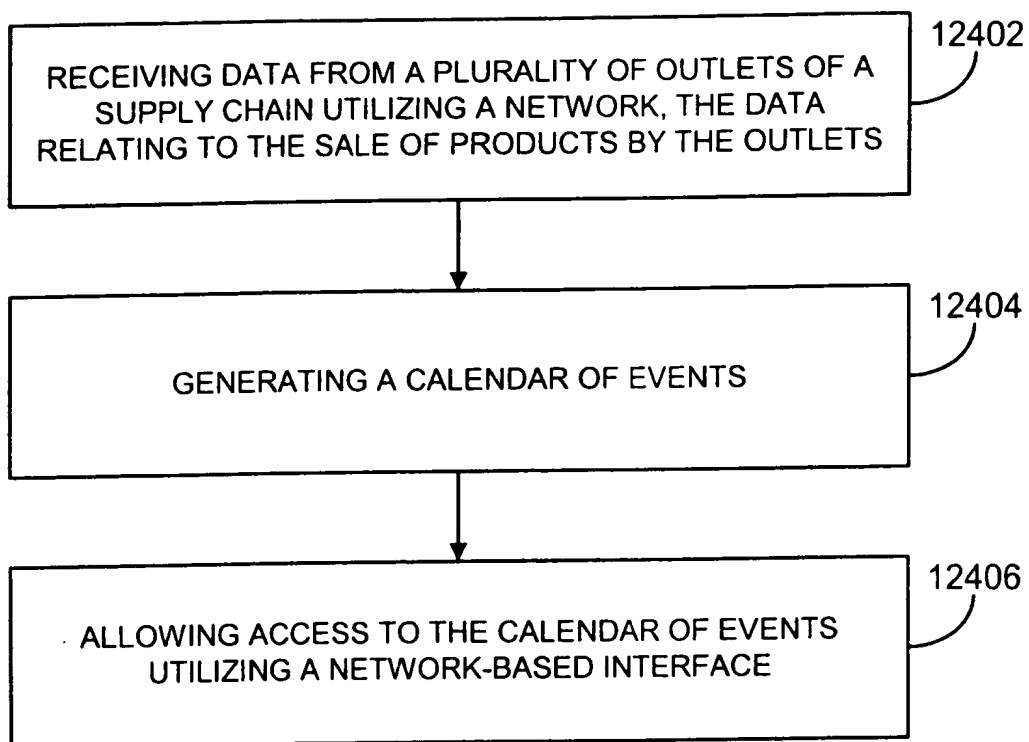 12402
RECEIVING DATA FROM A PLURALITY OF OUTLETS OF A
SUPPLY CHAIN UTILIZING A NETWORK, THE DATA
RELATING TO THE SALE OF PRODUCTS BY THE OUTLETS
12404
GENERATING A CALENDAR OF EVENTS
12406
ALLOWING ACCESS TO THE CALENDAR OF EVENTS
UTILIZING A NETWORK-BASED INTERFACE